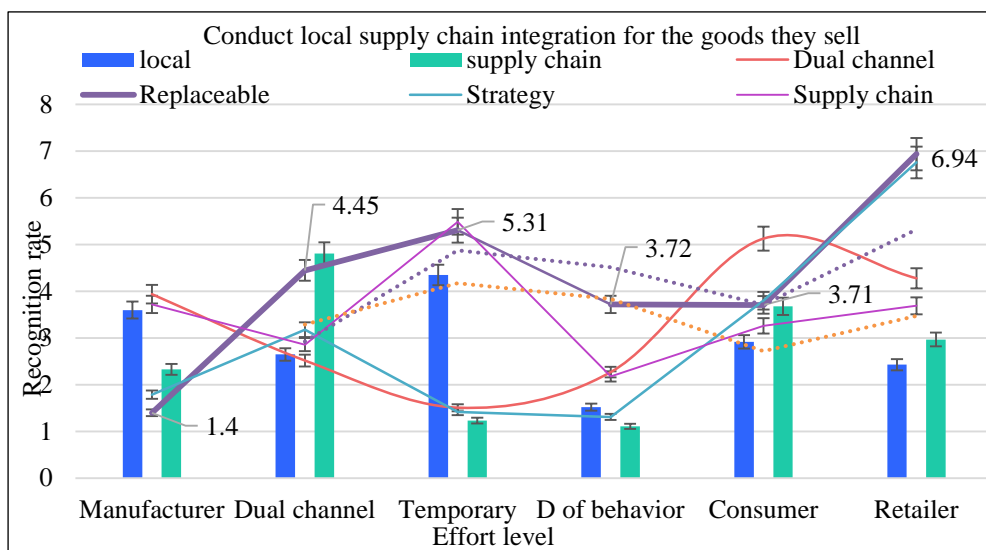 Conduct local supply chain integration for the goods they sell
local supply chain Dual channel
Replaceable Strategy Supply chain
8
7
6
5
4
3
2
1
0
Recognition rate
1.4
4.45
5.31
3.72
3.71
6.94
Manufacturer Dual channel Temporary D of behavior Consumer Retailer
Effort level